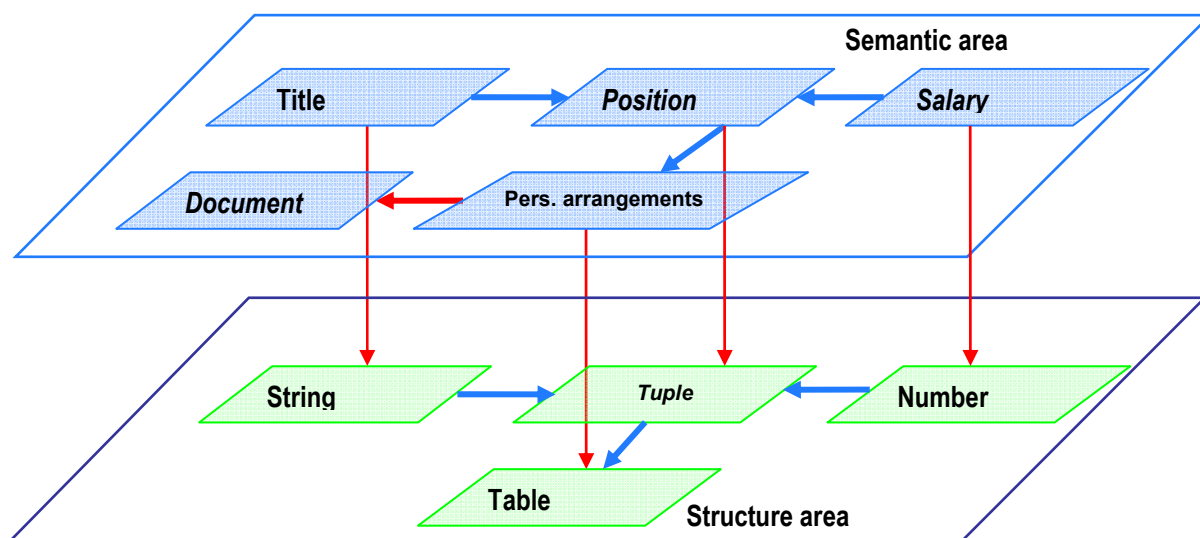 Semantic area
Title
Position
Salary
Document
Pers. arrangements
String
Tuple
Number
Table
Structure area